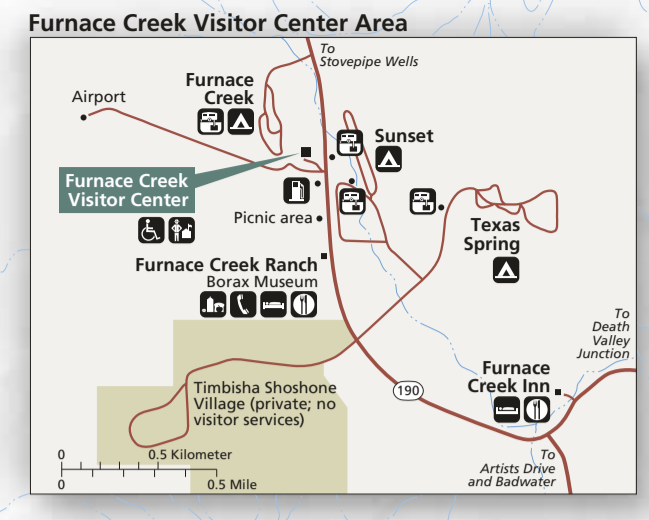 Furnace Creek Visitor Center Area
To
Stovepipe Wells
Furnace
Creek
Airport
Sunset
Furnace Creek
Visitor Center
Picnic area
Texas
Spring
Furnace Creek Ranch
Borax Museum
To
Death
Valley
Junction
Furnace
Creek Inn
190
Timbisha Shoshone
Village (private; no
visitor services)
0
0.5 Kilometer
0
0.5 Mile
To
Artists Drive
and Badwater